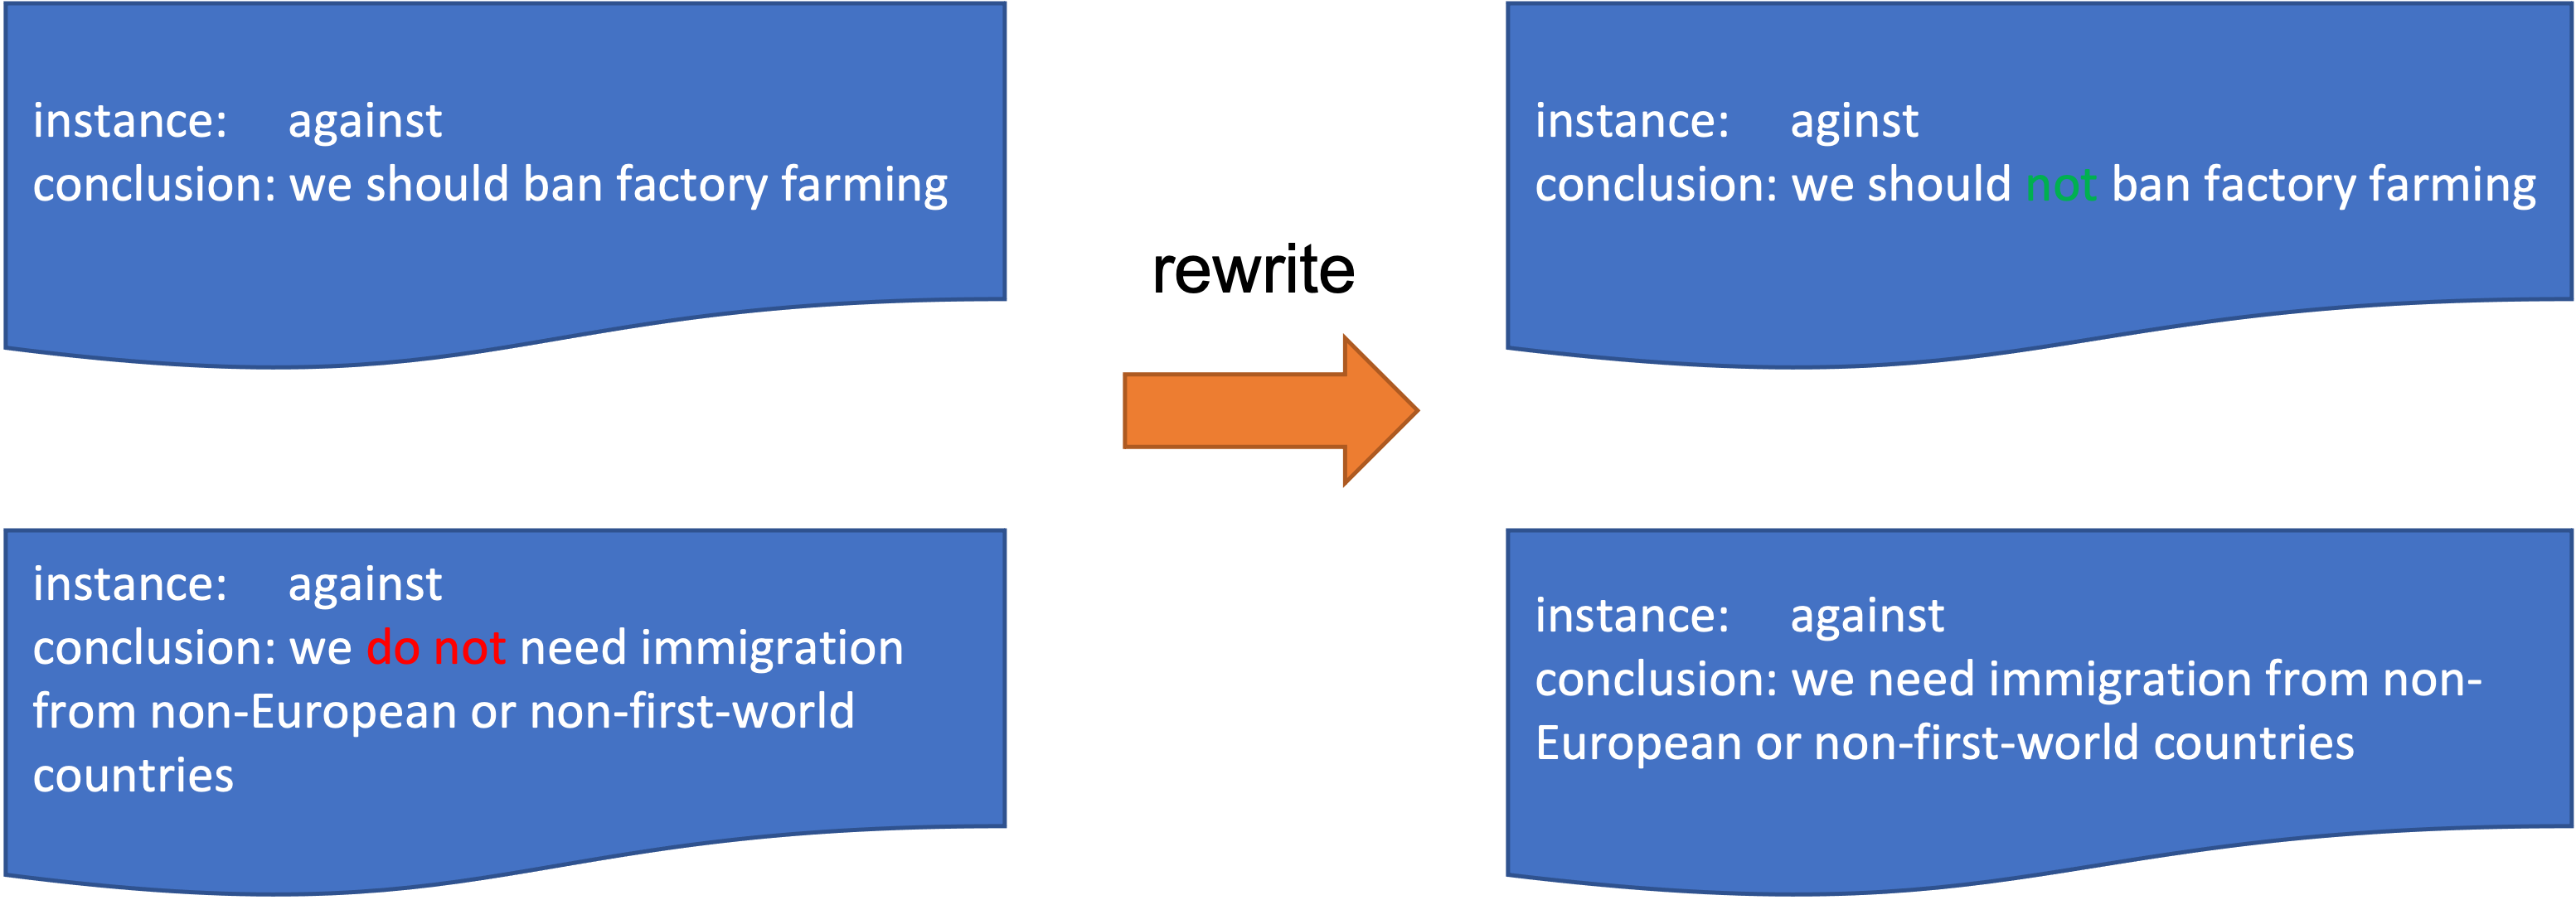 instance: against
conclusion: we should ban factory farming
rewrite
instance: aginst
conclusion: we should not ban factory farming
instance: against
conclusion: we do not need immigration
from non-European or non-first-world
countries
instance: against
conclusion: we need immigration from non-
European or non-first-world countries